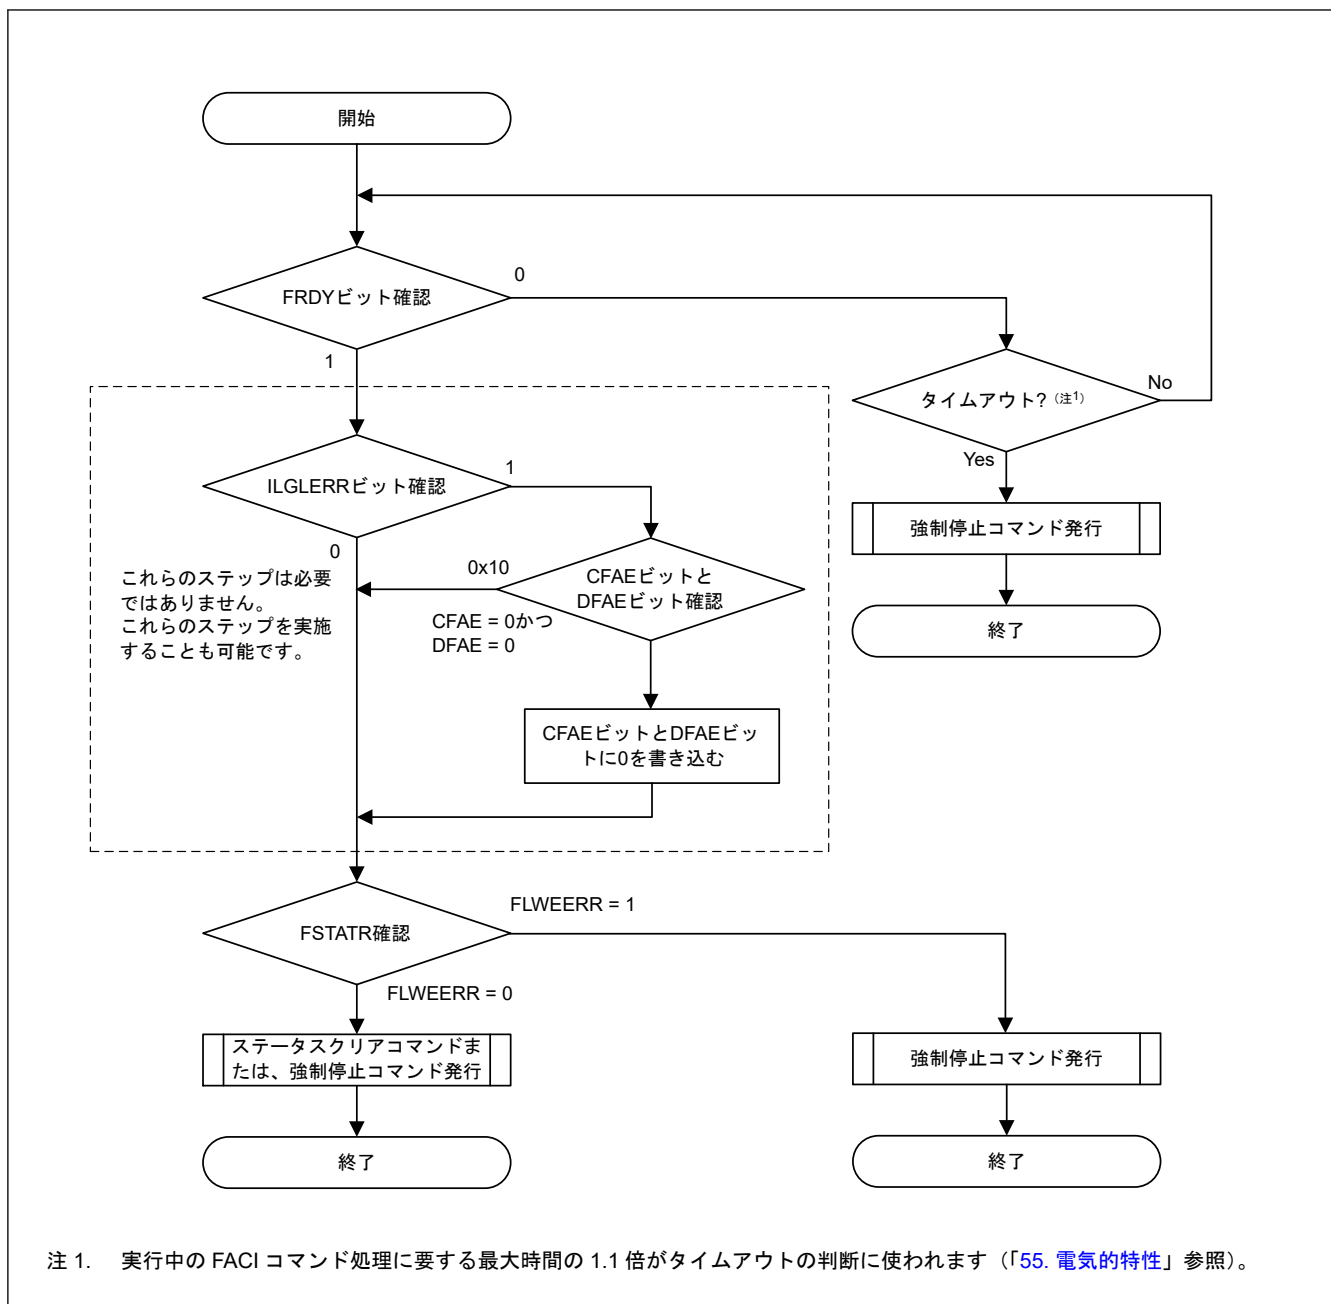 開始
FRDYビット確認
0
1
タイムアウト? (注1)
No
Yes
強制停止コマンド発行
終了
ILGLERRビット確認
1
0
これらのステップは必要
ではありません。
これらのステップを実施
することも可能です。
0x10
CFAE = 0かつ
DFAE = 0
CFAEビットと
DFAEビット確認
CFAEビットとDFAEビッ
トに0を書き込む
FSTATR確認
FLWEERR = 1
FLWEERR = 0
ステータスクリアコマンドま
たは、強制停止コマンド発行
終了
強制停止コマンド発行
終了
注 1. 実行中の FACI コマンド処理に要する最大時間の 1.1 倍がタイムアウトの判断に使われます（「55. 電気的特性」参照）。